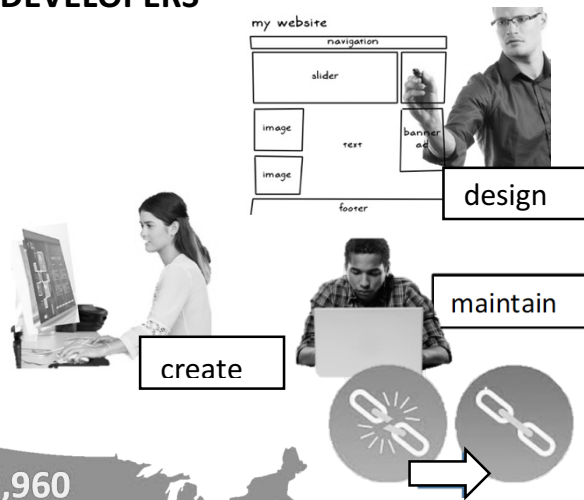 DEVELOPERS
my website
navigation
slider
image
text
banner
ad
image
footer
design
maintain
create
,960